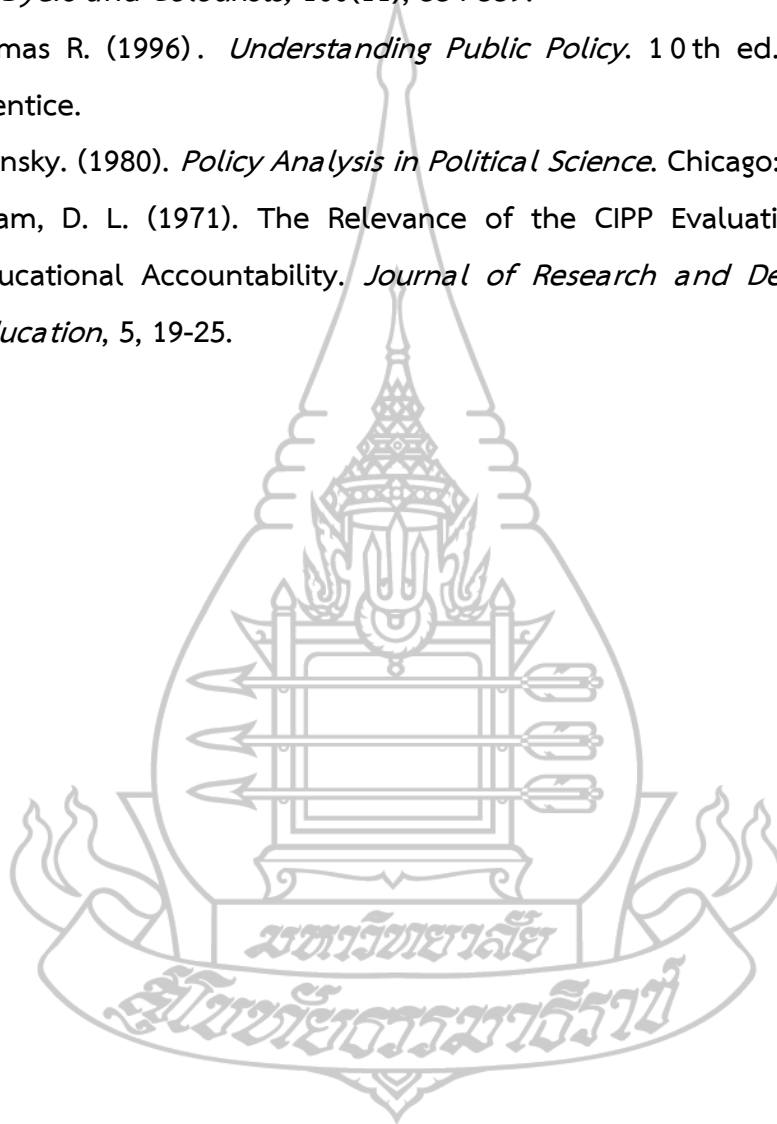 mas R. (1996). Understanding Public Policy. 10th ed.
entice.
nsky. (1980). Policy Analysis in Political Science. Chicago:
am, D. L. (1971). The Relevance of the CIPP Evaluati
ucational Accountability. Journal of Research and De
ucation, 5, 19-25.
มหาวิทยาลัย
สุโขทัยธรรมาธิราช